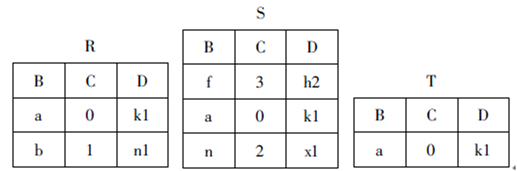 R
B C D
a 0 k1
b 1 n1
S
B C D
f 3 h2
a 0 k1
n 2 x1
T
B C D
a 0 k1